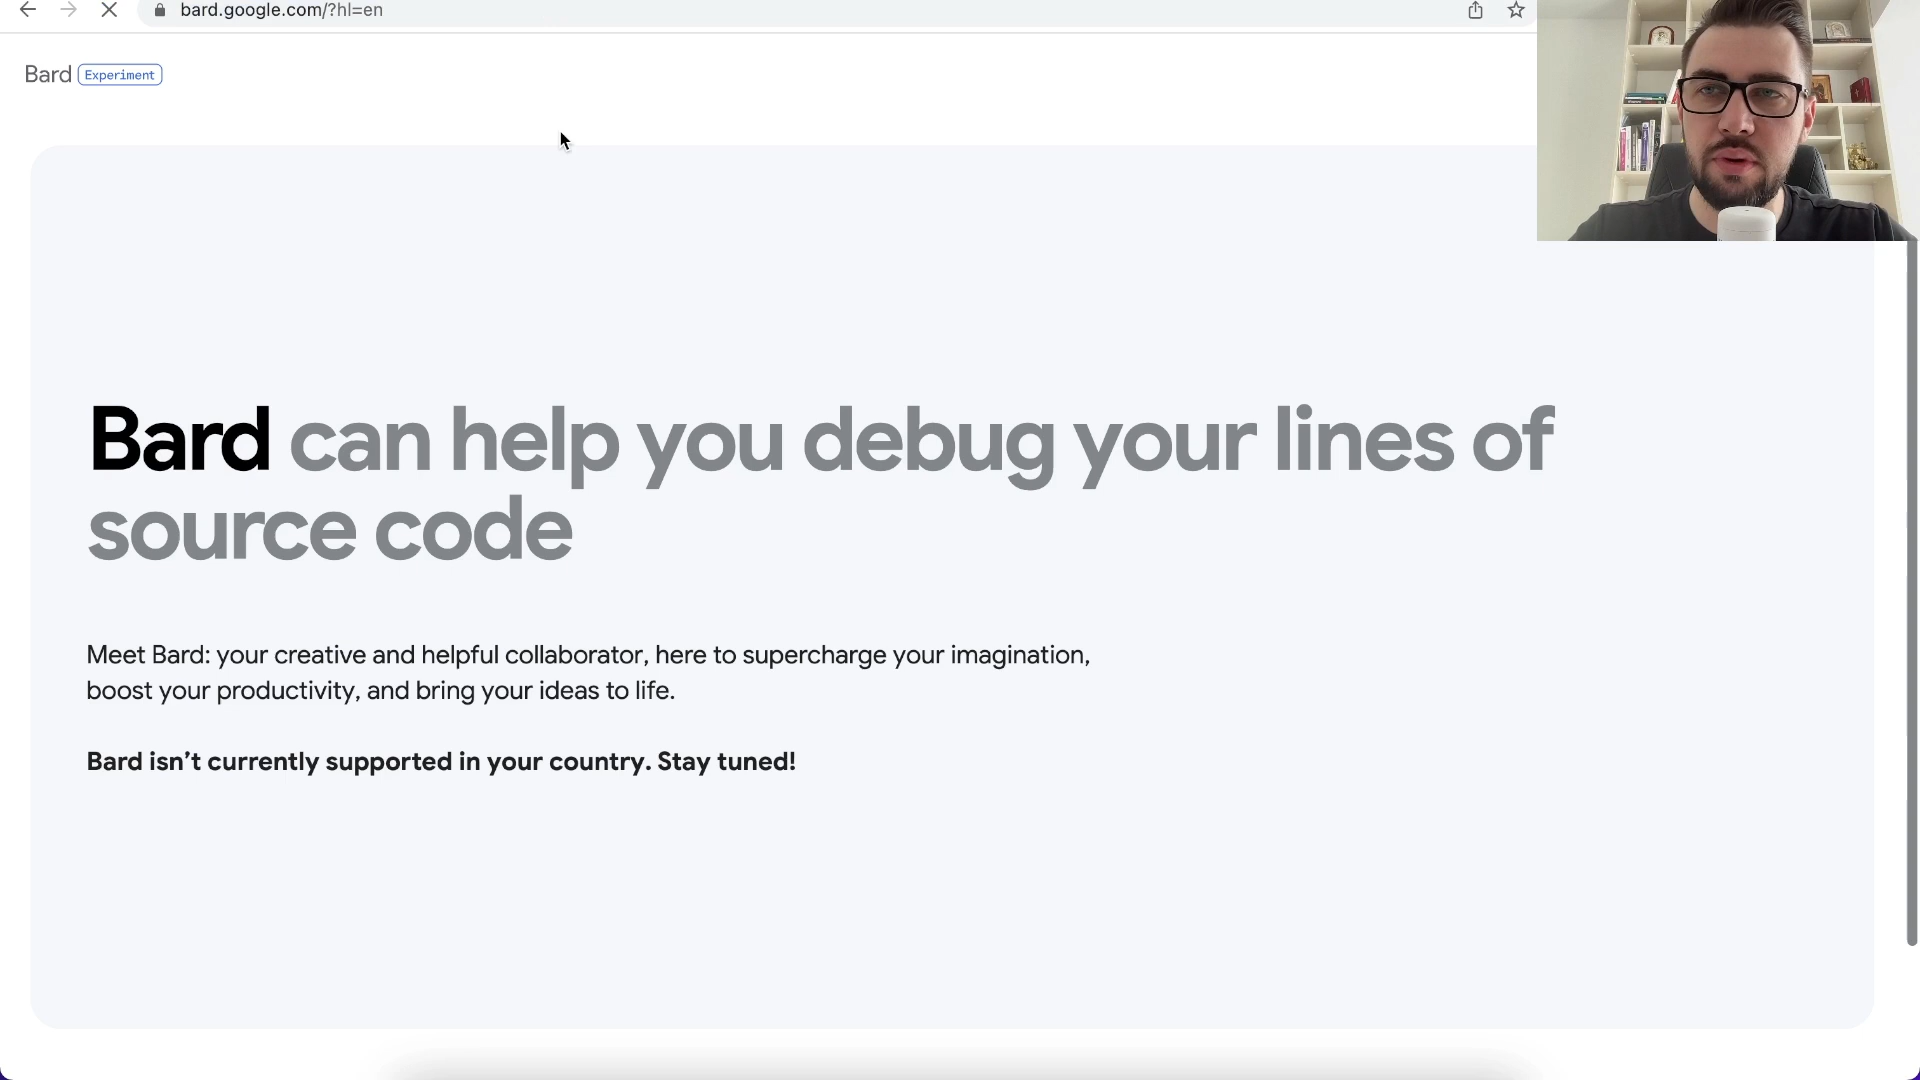 bard.google.com/?hl=en
Bard Experiment
Bard can help you debug your lines of
source code
Meet Bard: your creative and helpful collaborator, here to supercharge your imagination,
boost your productivity, and bring your ideas to life.
Bard isn’t currently supported in your country. Stay tuned!